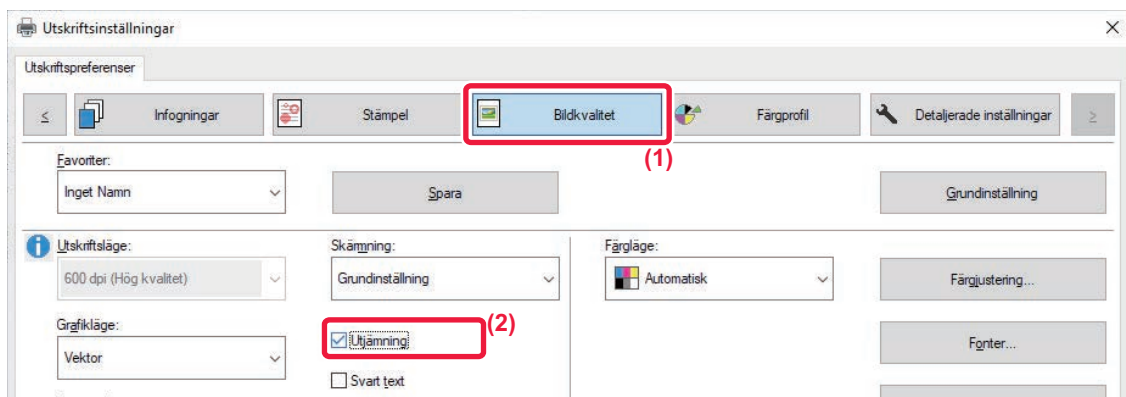 Utskriftsinställningar
Utskriftspreferenser
< Infogningar Stämpel Bildkvalitet Färgprofil Detaljerade inställningar >
(1)
Favoriter:
Inget Namn Spara Grundinställning
Utskriftsläge: Skärmning: Färgläge:
600 dpi (Hög kvalitet) Grundinställning Automatisk Färgjustering...
Grafikläge: Utjämning (2)
Vektor Fonter...
Svart text